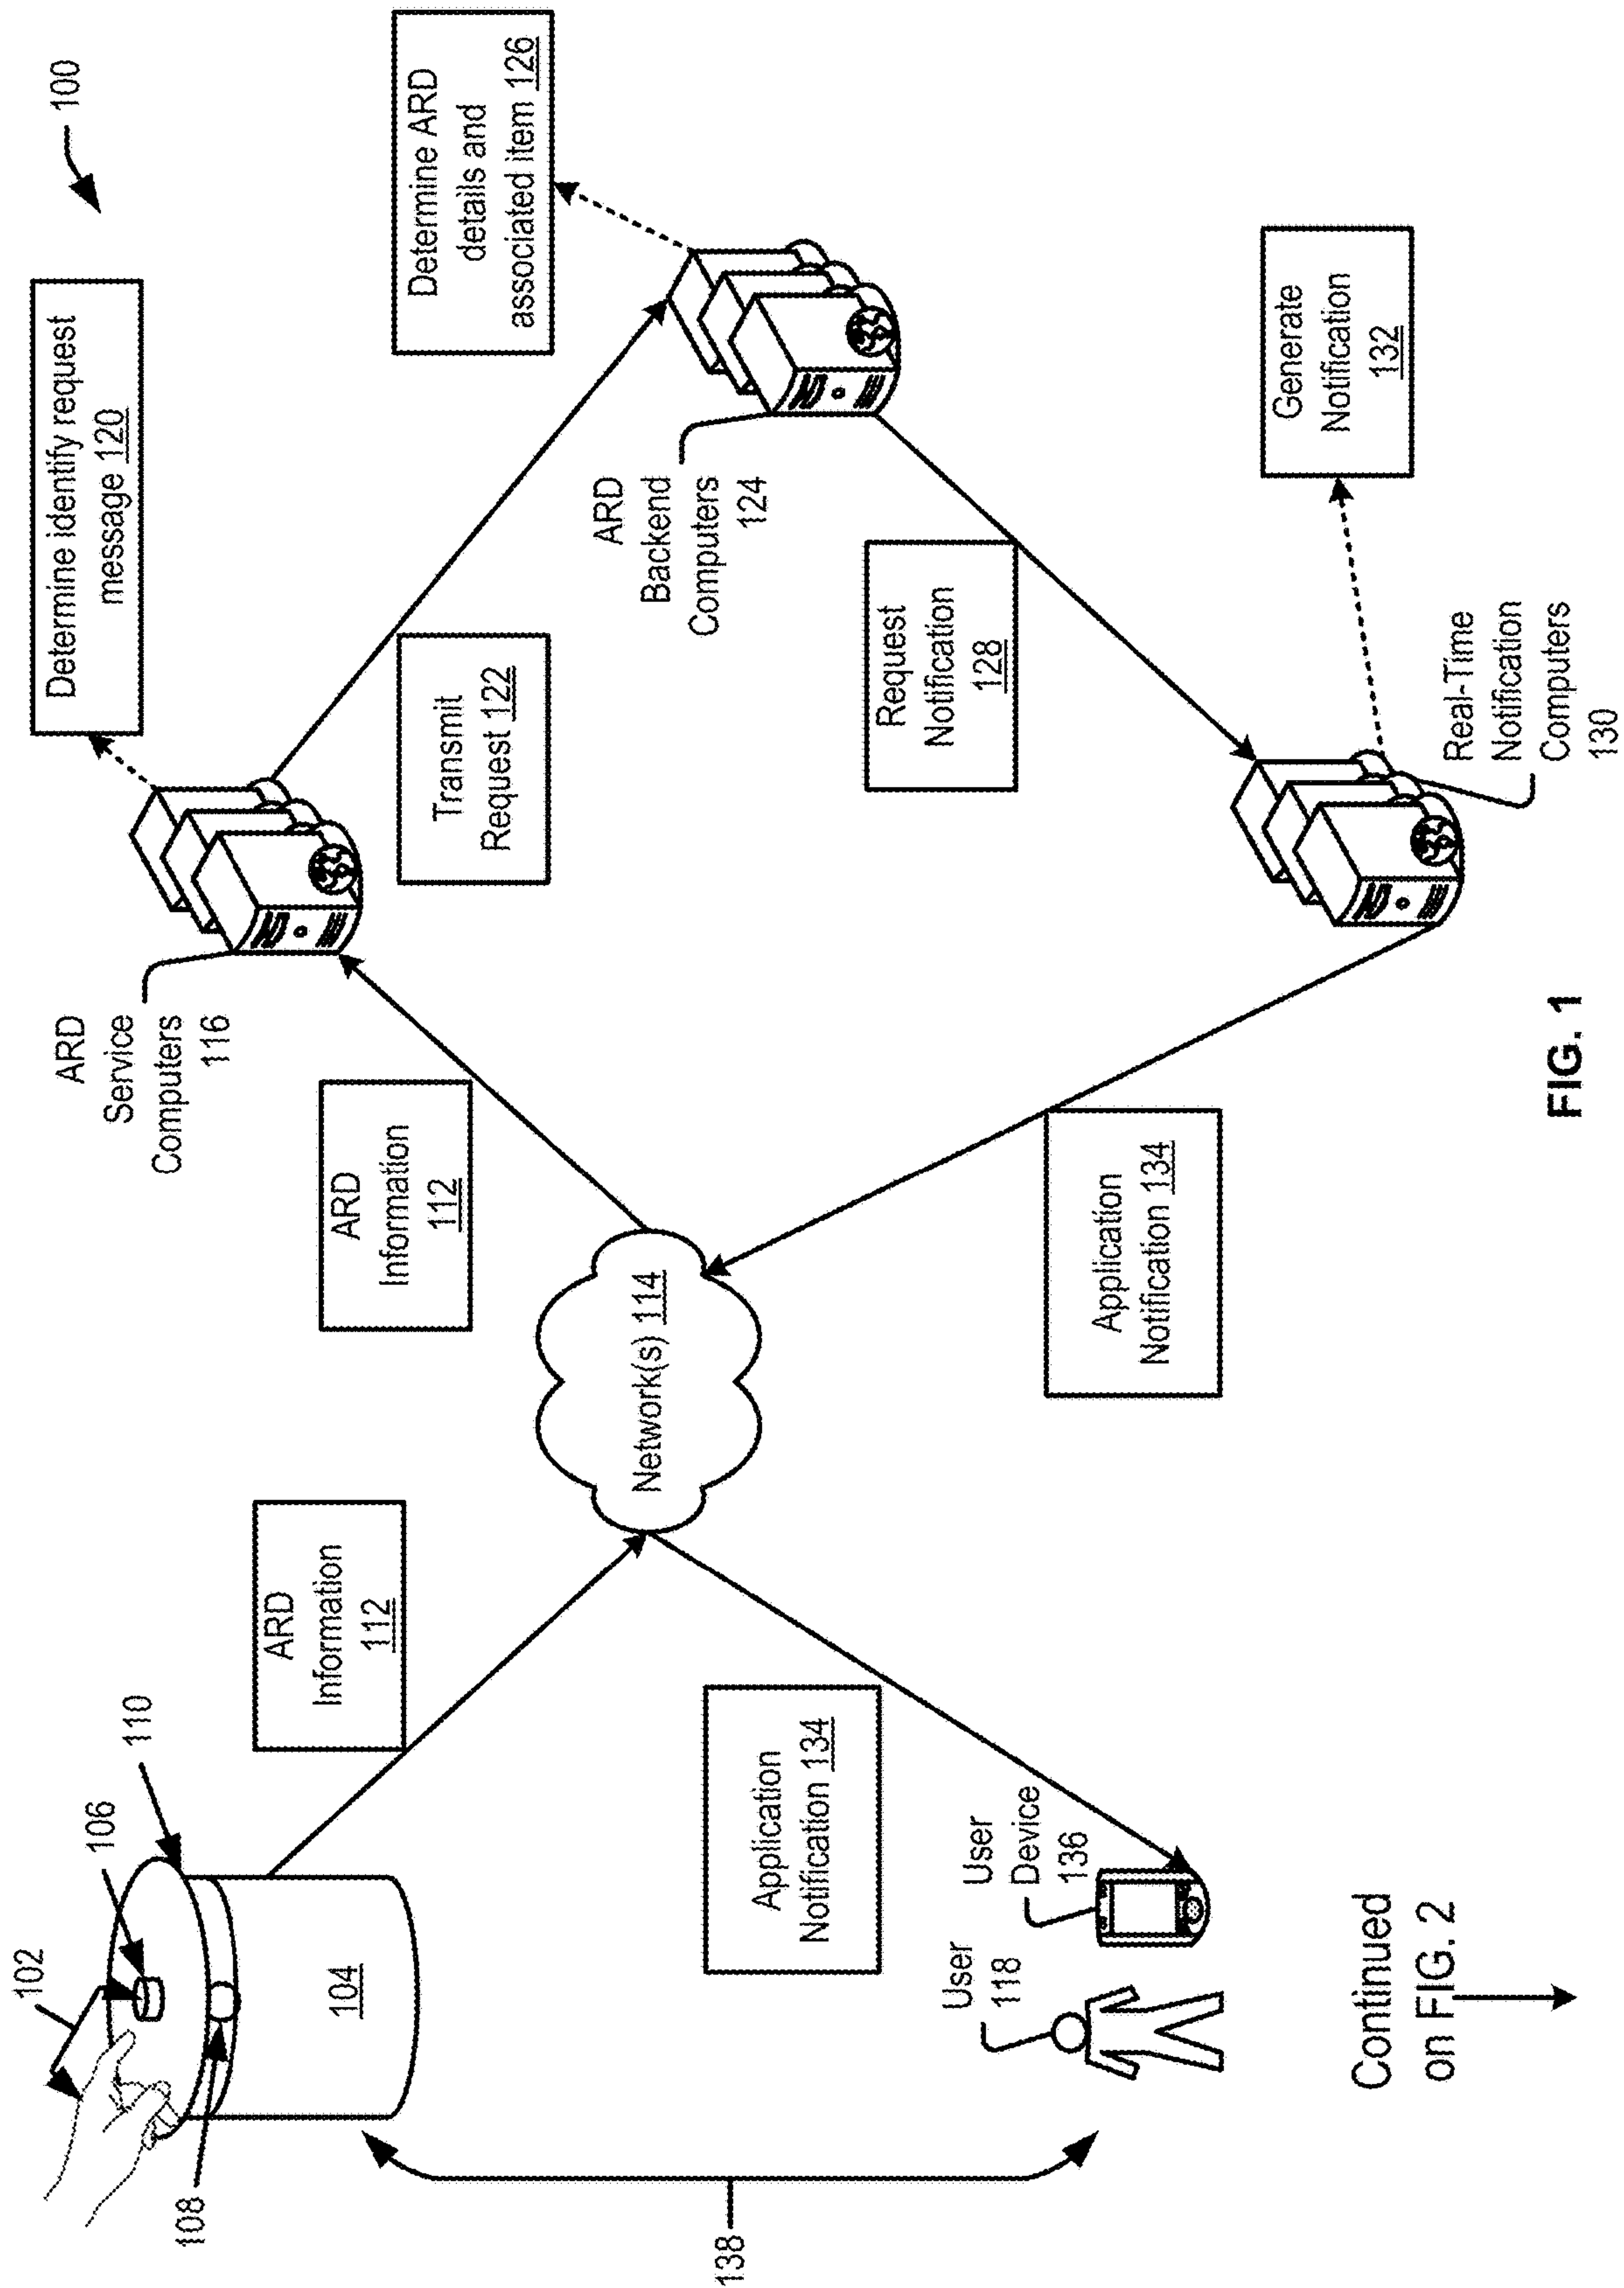 100
102
106
110
108
104
138
ARD
Information
112
Network(s) 114
ARD
Information
112
ARD
Service
Computers
116
Determine identify request
message 120
Transmit
Request 122
Determine ARD
details and
associated item 126
ARD
Backend
Computers
124
Request
Notification
128
Generate
Notification
132
Real-Time
Notification
Computers
130
Application
Notification 134
Application
Notification 134
User
Device
136
User
118
Continued
on FIG. 2
FIG. 1